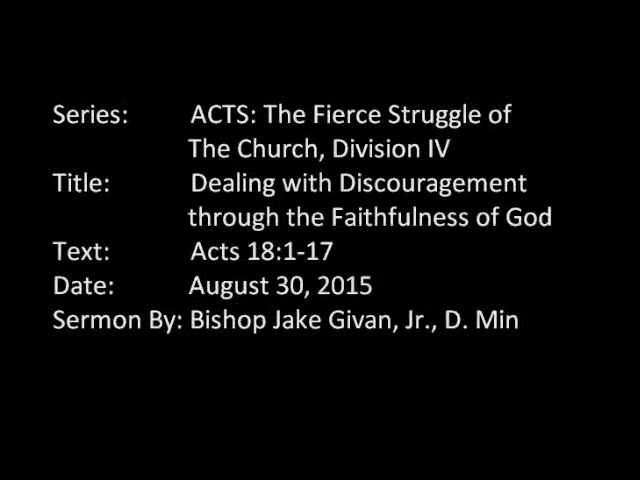 Series: ACTS: The Fierce Struggle of
The Church, Division IV
Title: Dealing with Discouragement
through the Faithfulness of God
Text: Acts 18:1-17
Date: August 30, 2015
Sermon By: Bishop Jake Givan, Jr., D. Min